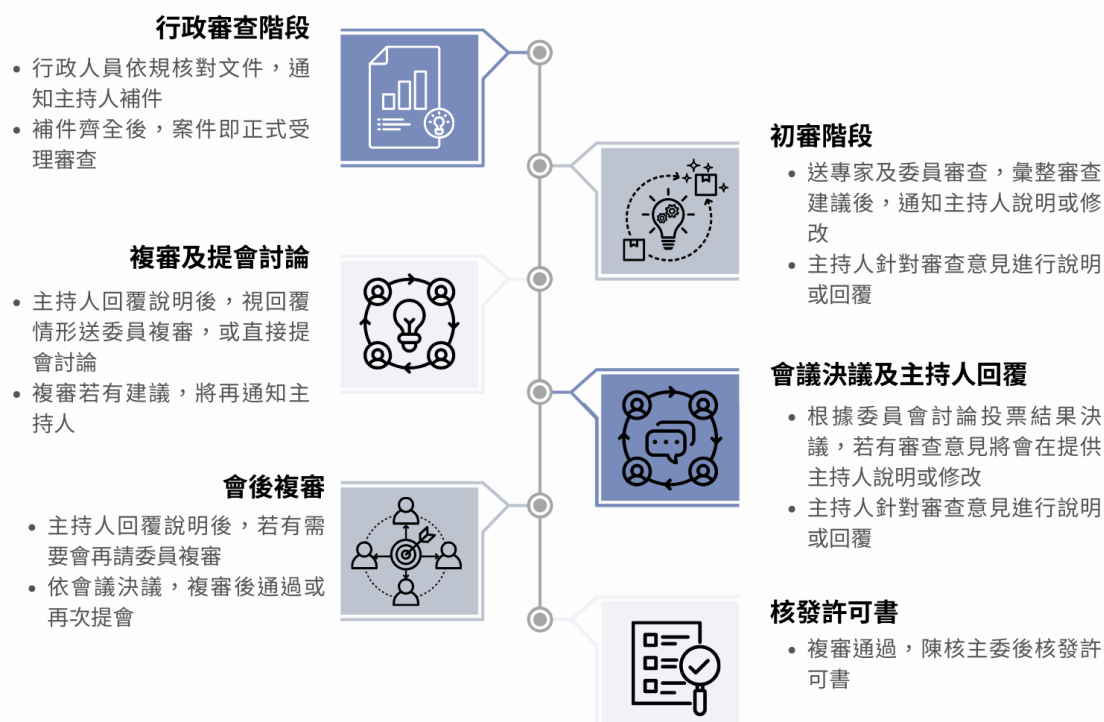 行政審查階段
• 行政人員依規核對文件，通
知主持人補件
• 補件齊全後，案件即正式受
理審查
初審階段
• 送專家及委員審查，彙整審查
建議後，通知主持人說明或修
改
• 主持人針對審查意見進行說明
或回覆
複審及提會討論
• 主持人回覆說明後，視回覆
情形送委員複審，或直接提
會討論
• 複審若有建議，將再通知主
持人
會議決議及主持人回覆
• 根據委員會討論投票結果決
議，若有審查意見將會在提供
主持人說明或修改
• 主持人針對審查意見進行說明
或回覆
會後複審
• 主持人回覆說明後，若有需
要會再請委員複審
• 依會議決議，複審後通過或
再次提會
核發許可書
• 複審通過，陳核主委後核發許
可書